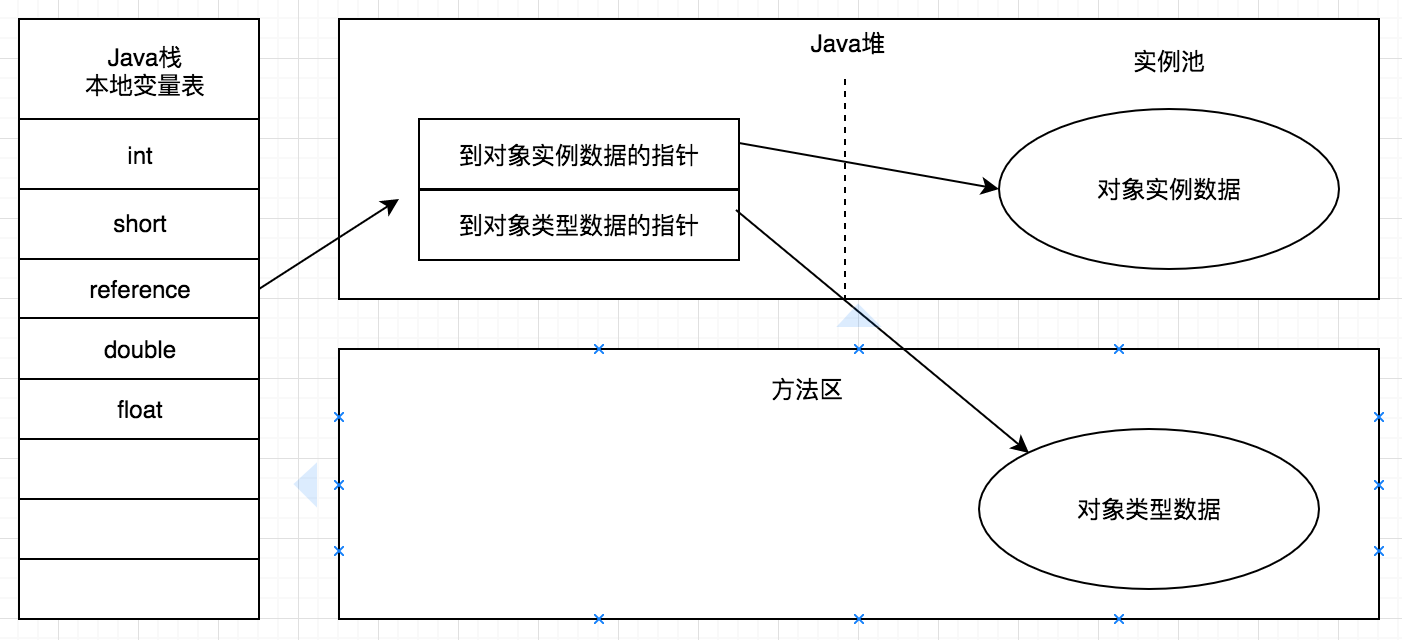 Java栈
本地变量表
int
short
reference
double
float
Java堆
实例池
到对象实例数据的指针
到对象类型数据的指针
对象实例数据
方法区
对象类型数据